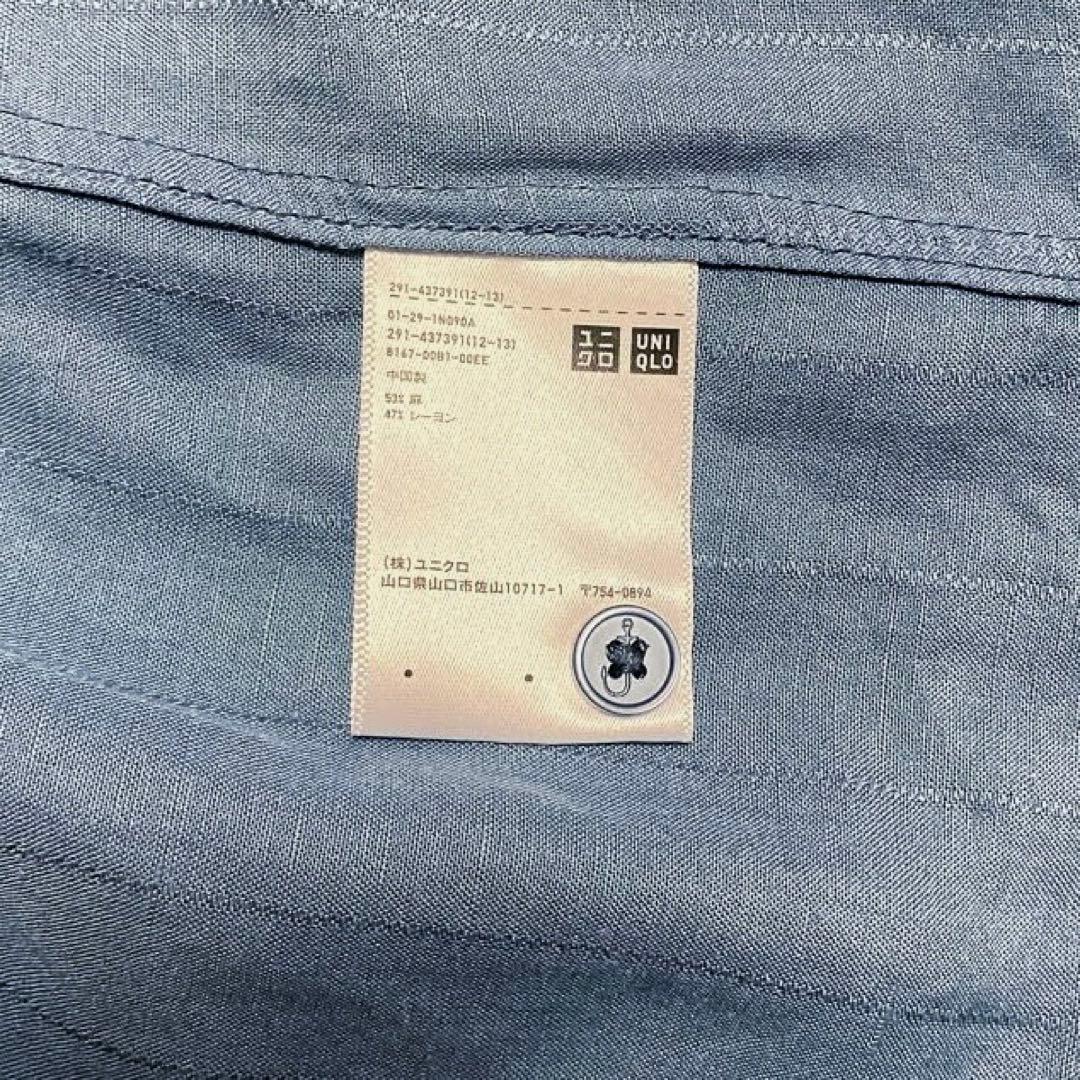 291-437391(12-13)
01-29-1N090A
291-437391(12-13)
8167-00B1-00EE
中国製
53% 麻
47% レーヨン
ユニ
クロ
UNI
QLO
(株)ユニクロ
山口県山口市佐山10717-1 〒754-0894